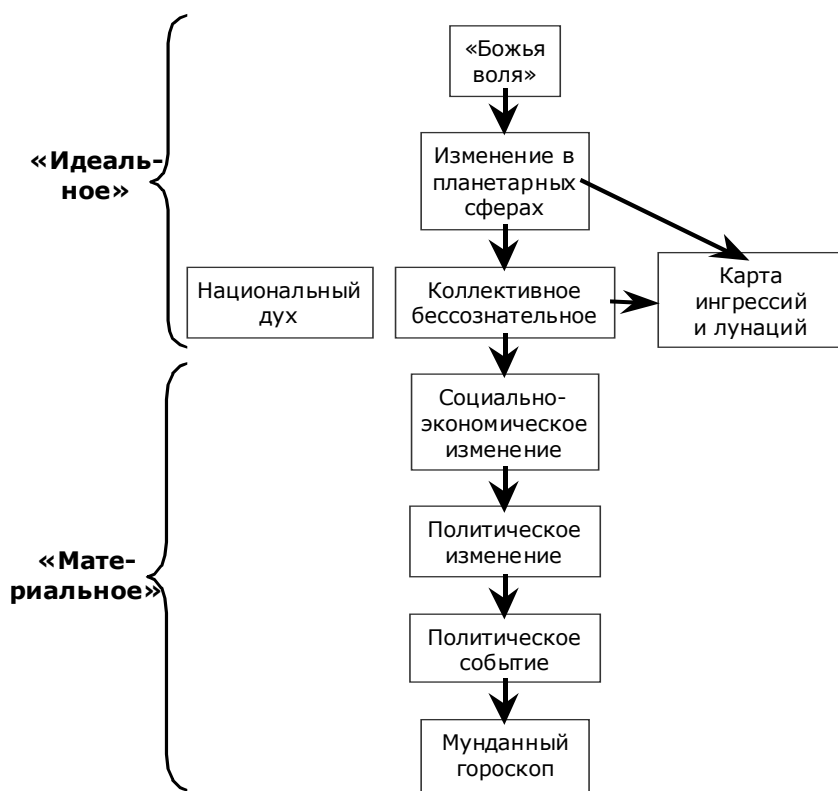 «Божья
воля»
«Идеаль-
ное»
Изменение в
планетарных
сферах
Национальный
дух
Коллективное
бессознательное
Карта
ингрессий
и лунаций
Социально-
экономическое
изменение
«Мате-
риальное»
Политическое
изменение
Политическое
событие
Мунданный
гороскоп